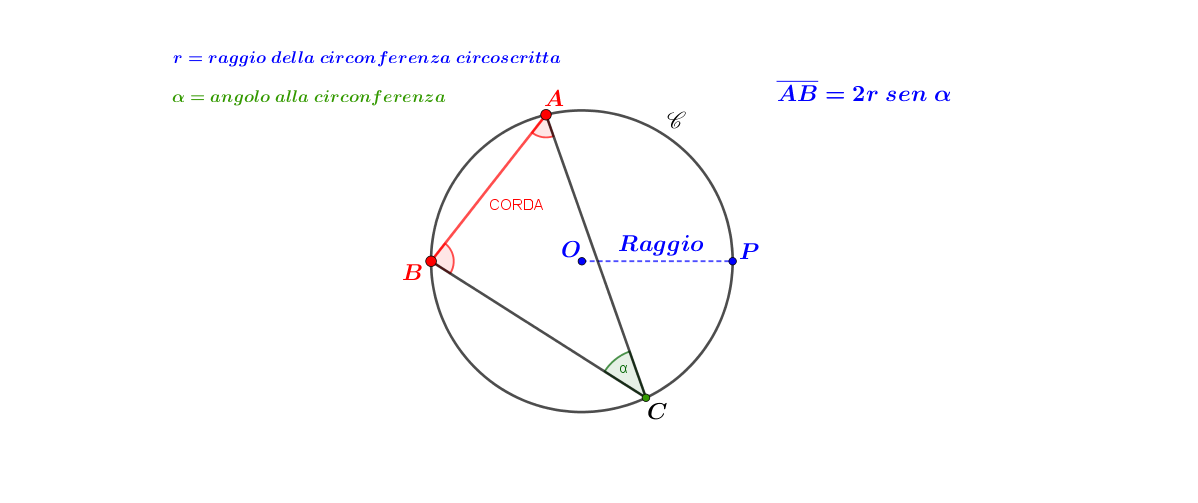 r = raggio della circonferenza circoscritta
α = angolo alla circonferenza
AB = 2r sen α
A
𝒞
CORDA
O
Raggio
P
B
α
C